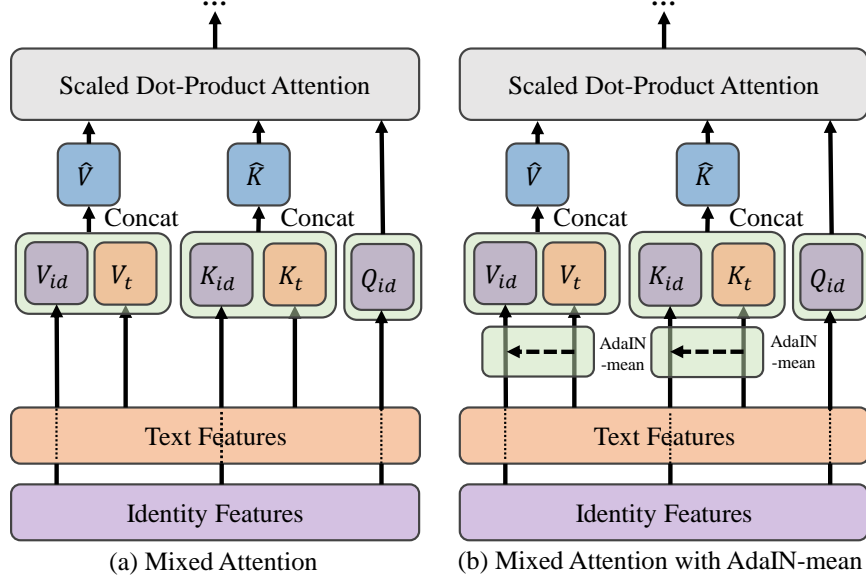 ...
Scaled Dot-Product Attention
V̂
K̂
Concat
Concat
V_id
V_t
K_id
K_t
Q_id
Text Features
Identity Features
(a) Mixed Attention
...
Scaled Dot-Product Attention
V̂
K̂
Concat
Concat
V_id
V_t
K_id
K_t
Q_id
AdaIN
-mean
AdaIN
-mean
Text Features
Identity Features
(b) Mixed Attention with AdaIN-mean